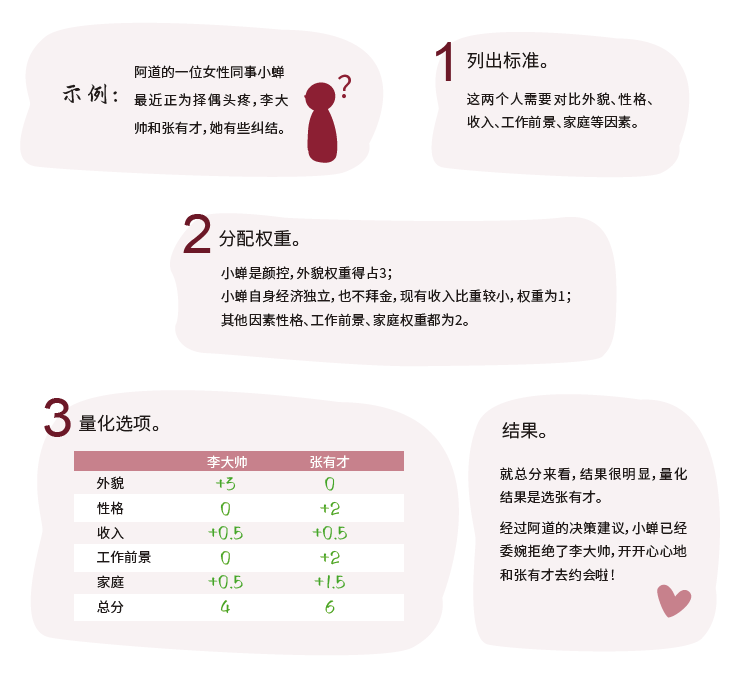 示例：
阿道的一位女性同事小蝉
最近正为择偶头疼，李大
帅和张有才，她有些纠结。
?
1 列出标准。
这两个人需要对比外貌、性格、
收入、工作前景、家庭等因素。
2 分配权重。
小蝉是颜控，外貌权重得占3；
小蝉自身经济独立，也不拜金，现有收入比重较小，权重为1；
其他因素性格、工作前景、家庭权重都为2。
3 量化选项。
李大帅 张有才
外貌 +3 0
性格 0 +2
收入 +0.5 +0.5
工作前景 0 +2
家庭 +0.5 +1.5
总分 4 6
结果。
就总分来看，结果很明显，量化
结果是选张有才。
经过阿道的决策建议，小蝉已经
委婉拒绝了李大帅，开开心心地
和张有才去约会啦！